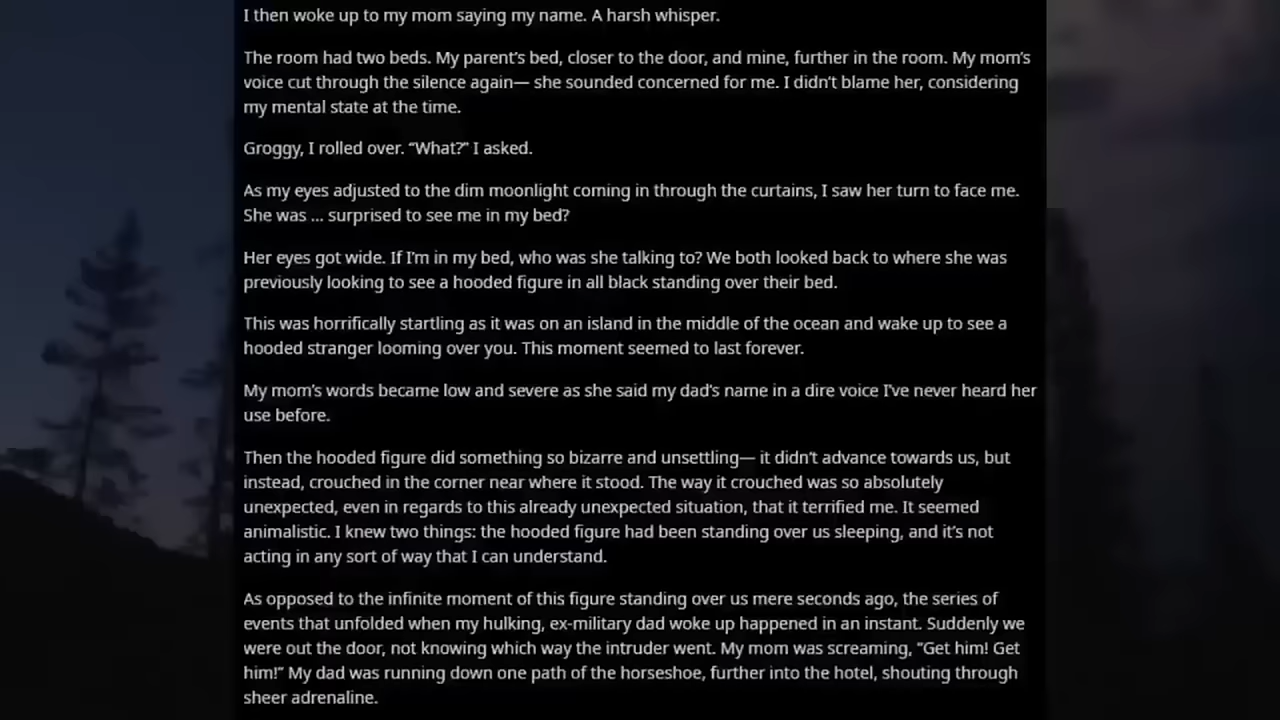 I then woke up to my mom saying my name. A harsh whisper.
The room had two beds. My parent's bed, closer to the door, and mine, further in the room. My mom's
voice cut through the silence again— she sounded concerned for me. I didn't blame her, considering
my mental state at the time.
Groggy, I rolled over. “What?” I asked.
As my eyes adjusted to the dim moonlight coming in through the curtains, I saw her turn to face me.
She was ... surprised to see me in my bed?
Her eyes got wide. If I'm in my bed, who was she talking to? We both looked back to where she was
previously looking to see a hooded figure in all black standing over their bed.
This was horrifically startling as it was on an island in the middle of the ocean and wake up to see a
hooded stranger looming over you. This moment seemed to last forever.
My mom's words became low and severe as she said my dad's name in a dire voice I've never heard her
use before.
Then the hooded figure did something so bizarre and unsettling— it didn't advance towards us, but
instead, crouched in the corner near where it stood. The way it crouched was so absolutely
unexpected, even in regards to this already unexpected situation, that it terrified me. It seemed
animalistic. I knew two things: the hooded figure had been standing over us sleeping, and it's not
acting in any sort of way that I can understand.
As opposed to the infinite moment of this figure standing over us mere seconds ago, the series of
events that unfolded when my hulking, ex-military dad woke up happened in an instant. Suddenly we
were out the door, not knowing which way the intruder went. My mom was screaming, “Get him! Get
him!” My dad was running down one path of the horseshoe, further into the hotel, shouting through
sheer adrenaline.